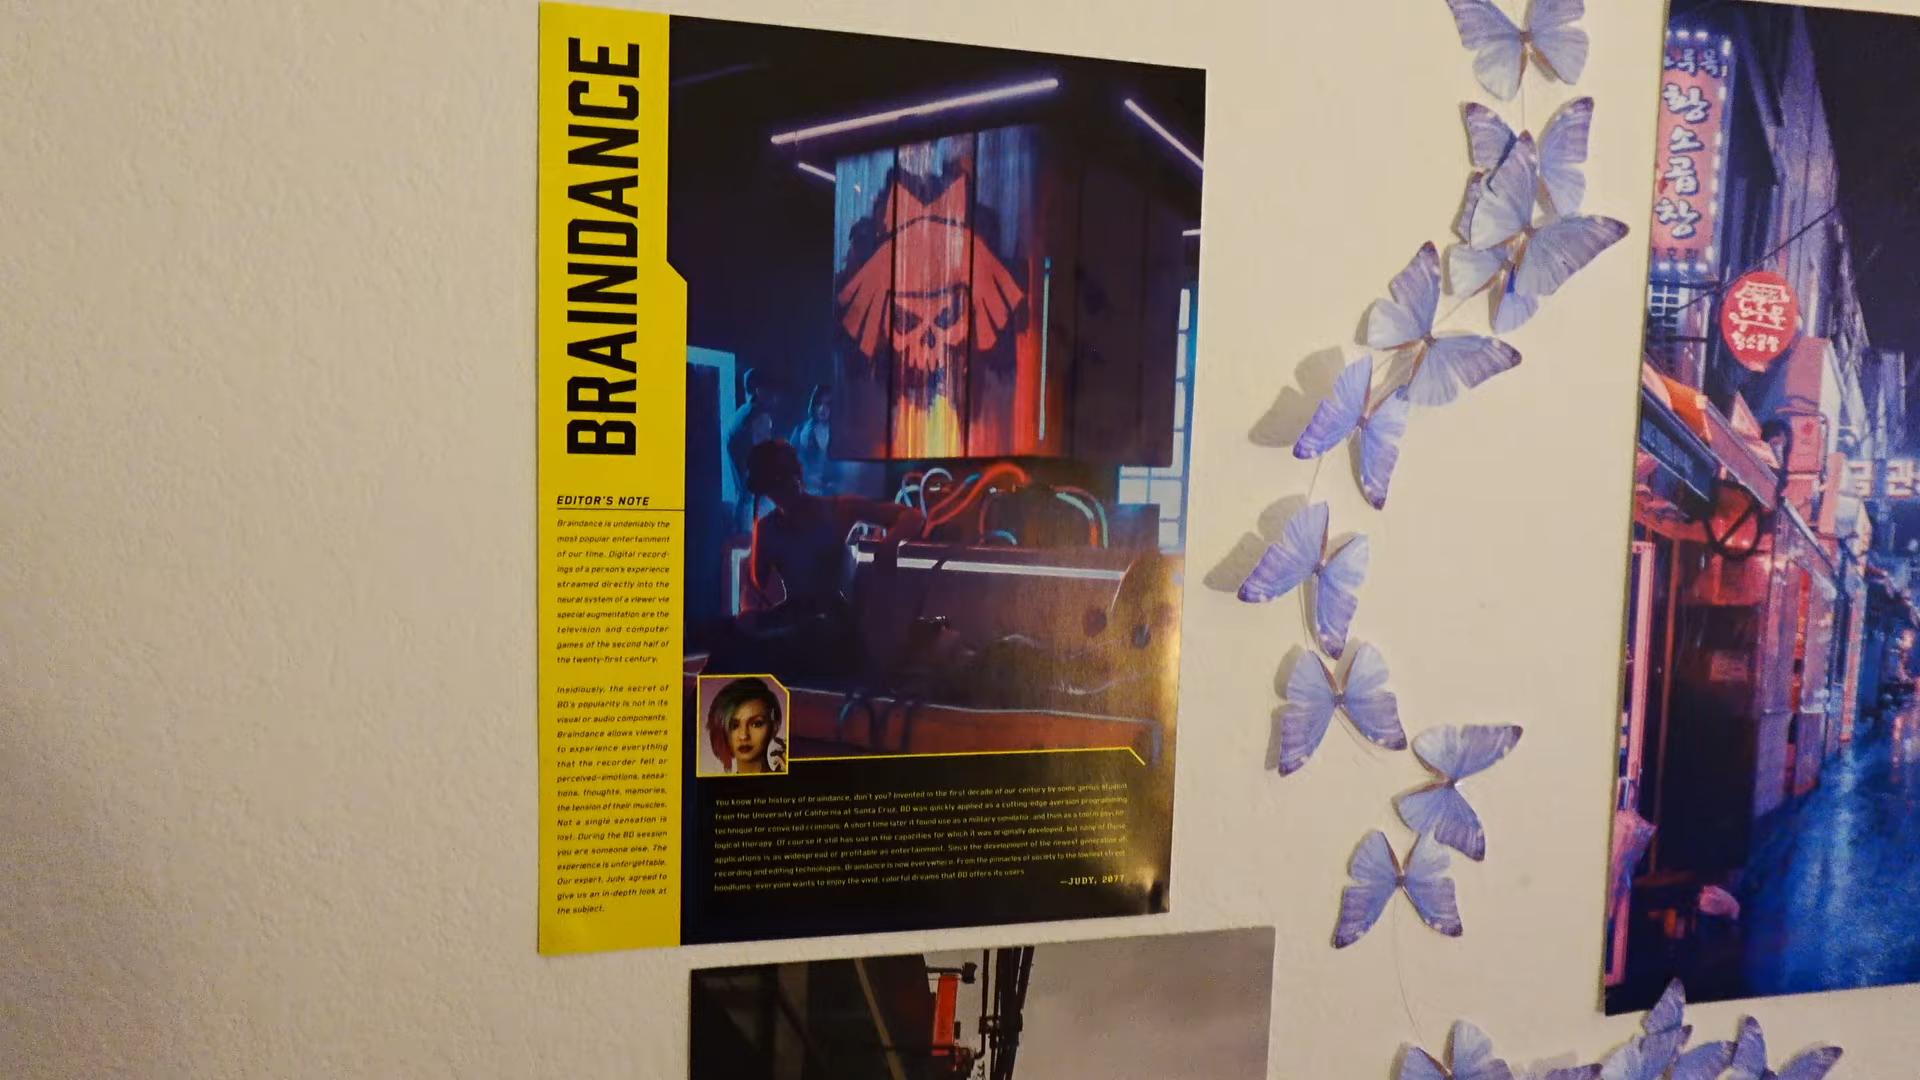 BRAINDANCE
EDITOR'S NOTE
Braindance is undeniably the
most popular entertainment
of our time. Digital record-
ings of a person's experience
streamed directly into the
neural system of a viewer via
special augmentation are the
television and computer
games of the second half of
the twenty-first century.
Insidiously, the secret of
BD's popularity is not in its
visual or audio components.
Braindance allows viewers
to experience everything
that the recorder felt or
perceived—emotions, sensa-
tions, thoughts, memories,
the tension of their muscles.
Not a single sensation is
lost. During the BD session
you are someone else. The
experience is unforgettable.
Our expert, Judy, agreed to
give us an in-depth look at
the subject.
You know the history of braindance, don't you? Invented in the first decade of our century by some genius student
from the University of California at Santa Cruz, BD was quickly applied as a cutting-edge aversion programming
technique for convicted criminals. A short time later it found use as a military simulator, and then as a tool in psycho-
logical therapy. Of course it still has use in the capacities for which it was originally developed, but none of those
applications is as widespread or profitable as entertainment. Since the development of the newest generation of
recording and editing technologies, Braindance is now everywhere. From the pinnacles of society to the lowliest street
hoodlums—everyone wants to enjoy the vivid, colorful dreams that BD offers its users
—JUDY, 2077
황소곱창